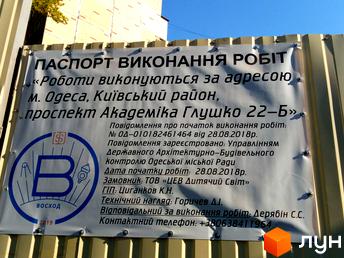 ПАСПОРТ ВИКОНАННЯ РОБІТ
«Роботи виконуються за адресою
м. Одеса, Київський район,
проспект Академіка Глушко 22-Б»
Повідомлення про початок виконання робіт:
№ ОД-010182461464 від 28.08.2018р.
Повідомлення зареєстровано: Управлінням
Державного Архітектурно-Будівельного
контролю Одеської міської Ради
Дата початку робіт: 28.08.2018р.
Замовник: ТОВ «ЦЕВ Дитячий Світ»
ГІП: Циганков К.Н.
Технічний нагляд: Горичев Д.І.
Відповідальний за виконання робіт: Дерябін С.С.
Контактний телефон: +380638411964
В
ВОСХОД
ЛУН